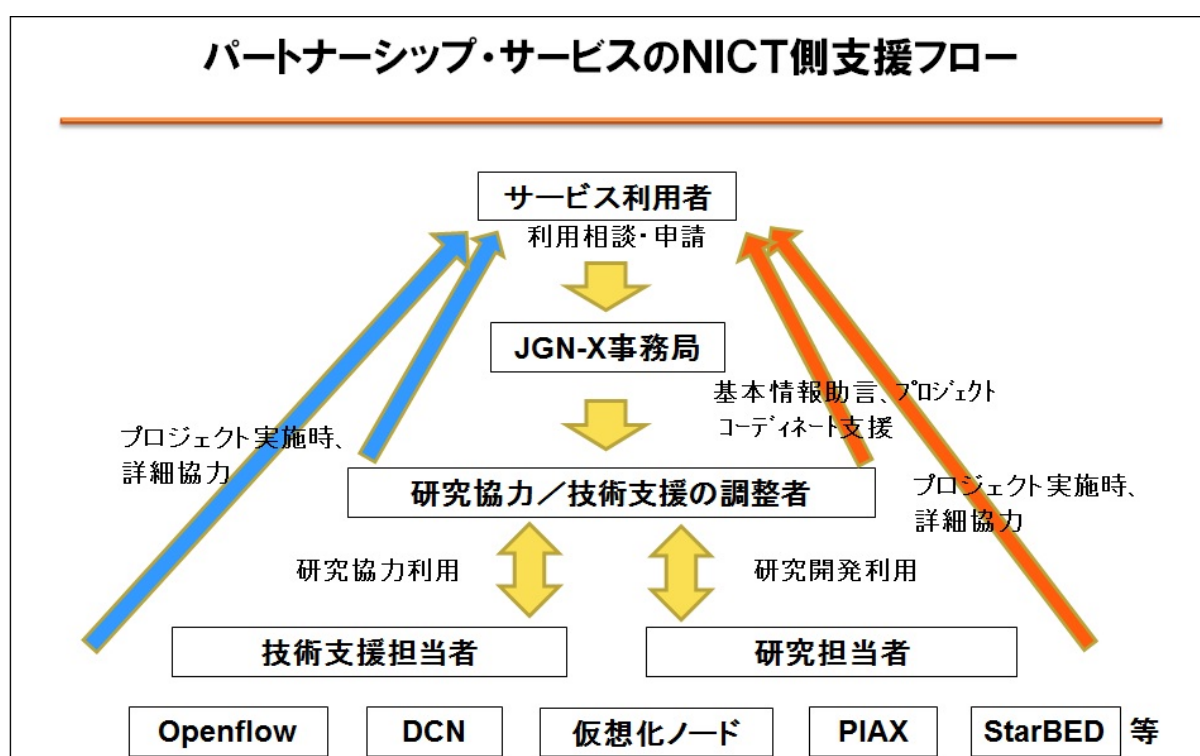 パートナーシップ・サービスのNICT側支援フロー
サービス利用者
利用相談・申請
JGN-X事務局
基本情報助言、プロジェクト
コーディネート支援
プロジェクト実施時、
詳細協力
研究協力／技術支援の調整者
プロジェクト実施時、
詳細協力
研究協力利用
研究開発利用
技術支援担当者
研究担当者
Openflow
DCN
仮想化ノード
PIAX
StarBED
等